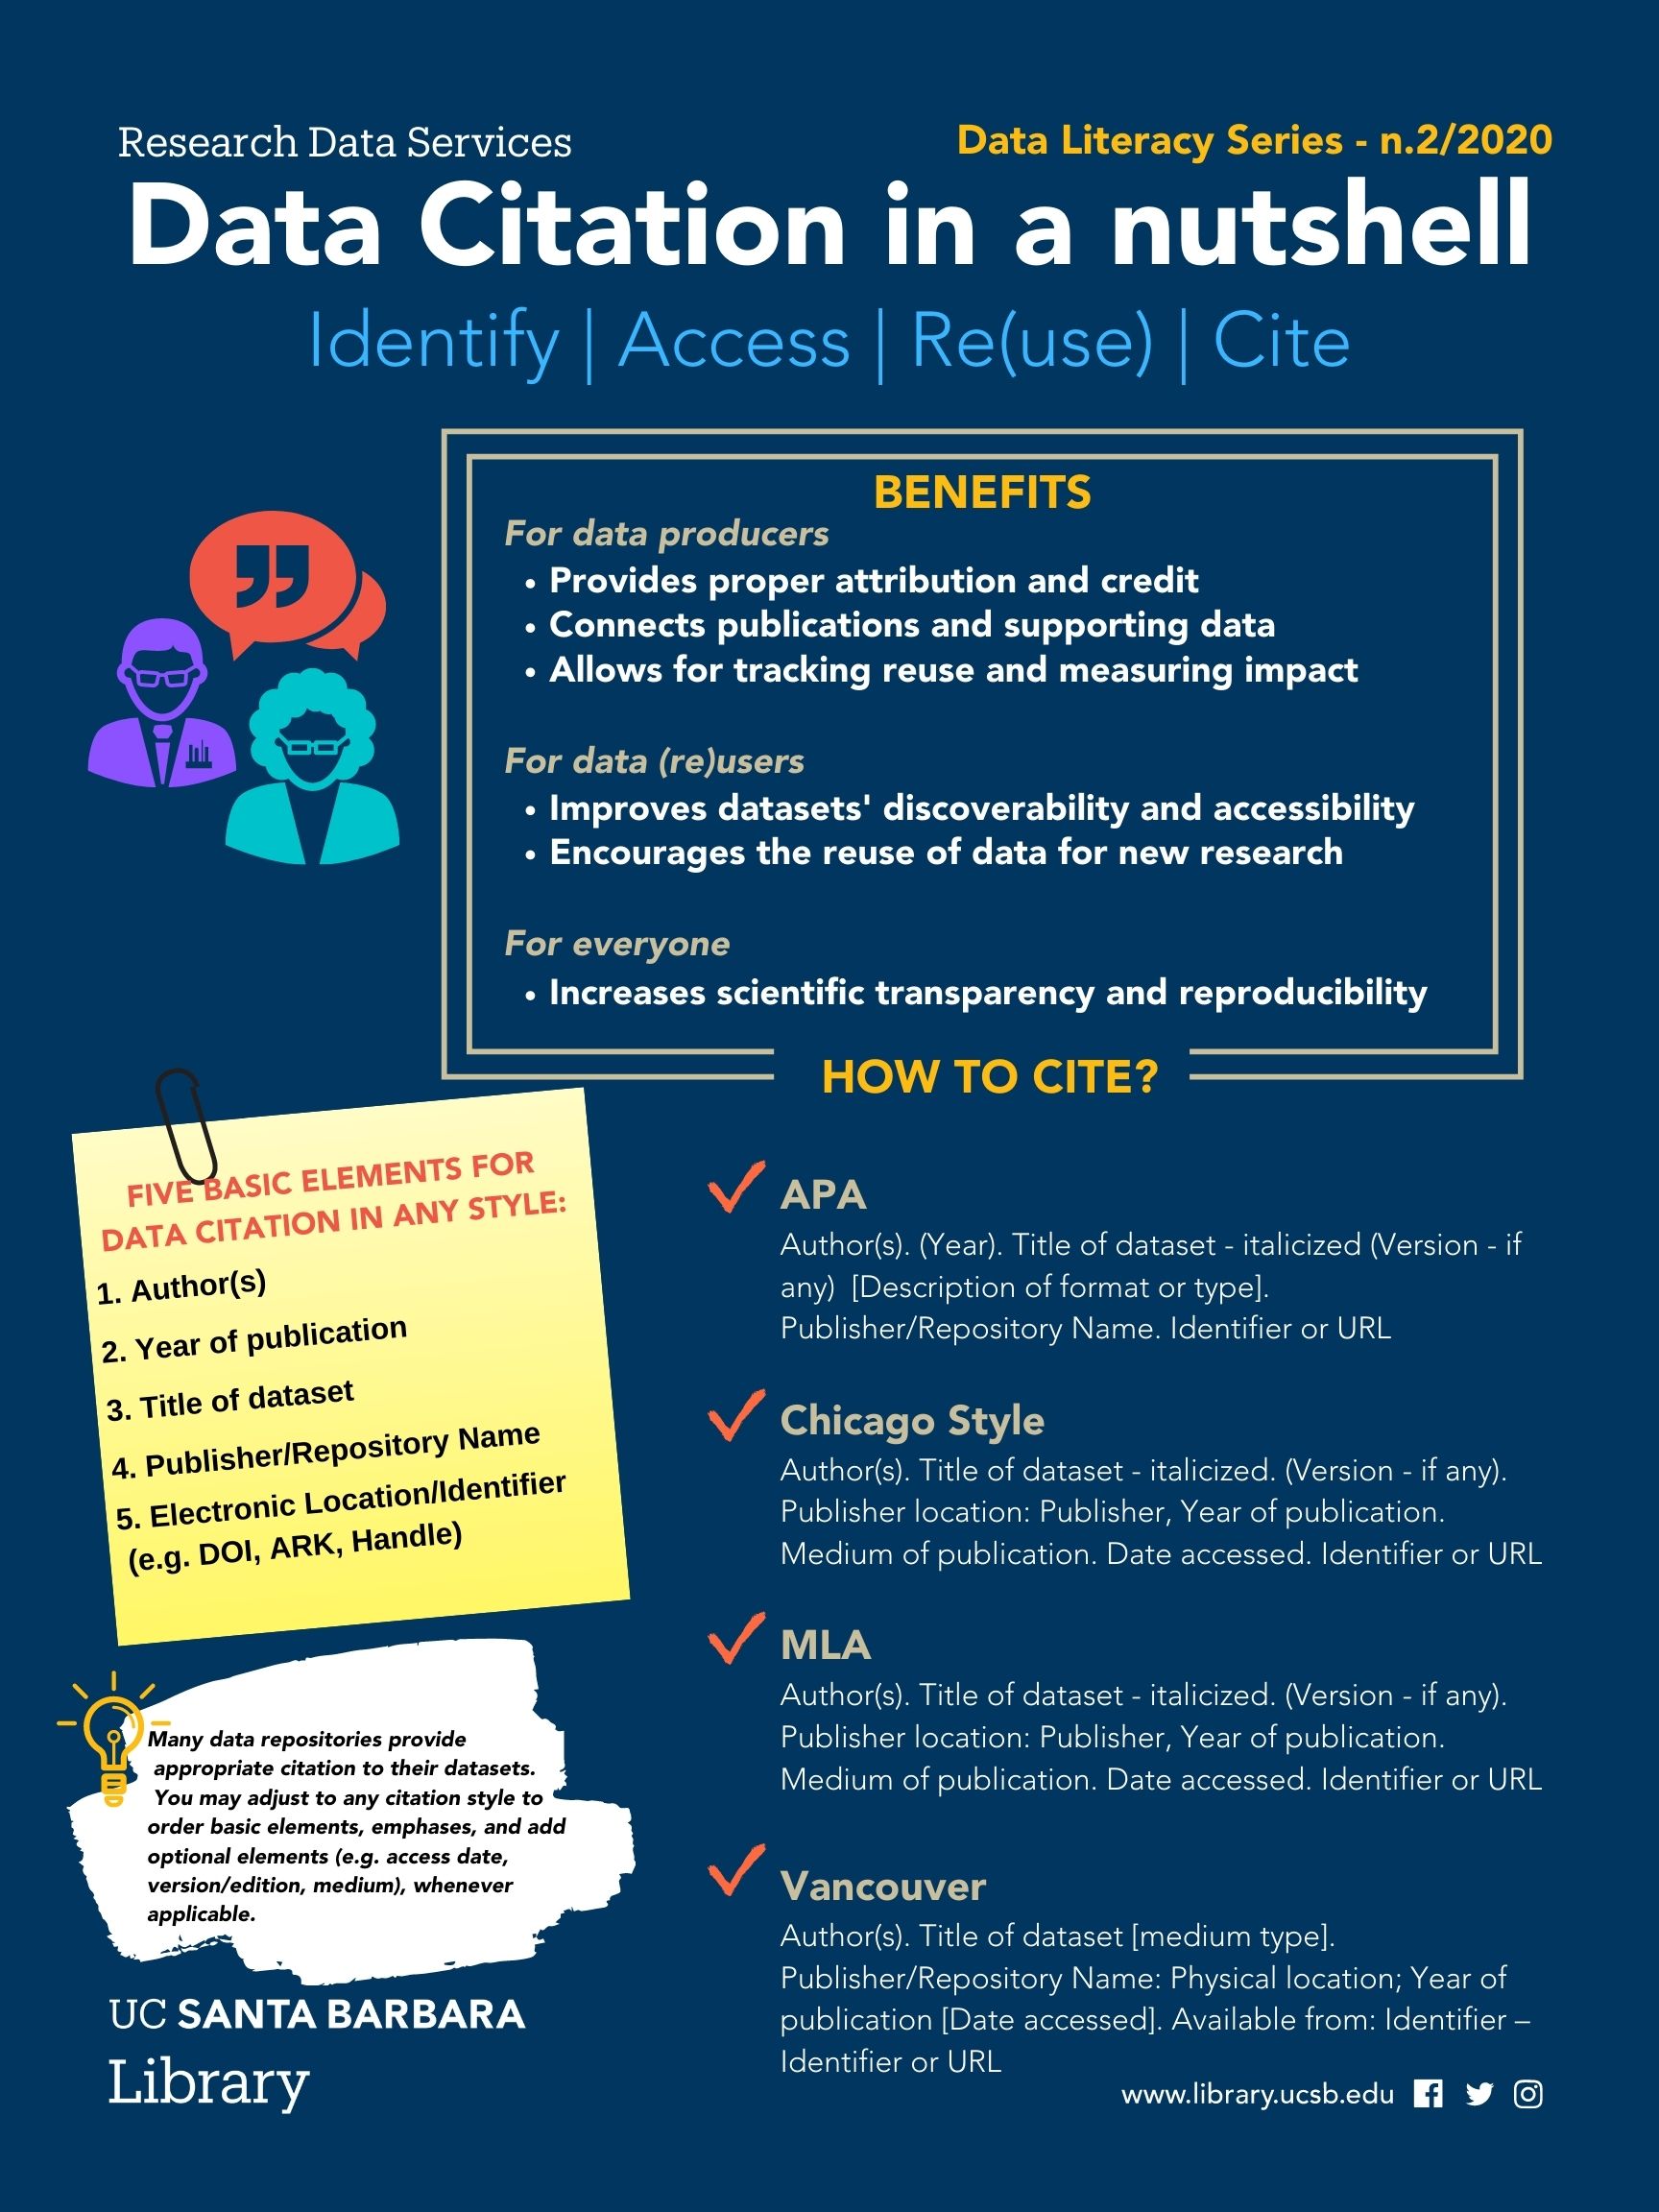 Research Data Services
Data Literacy Series - n.2/2020
Data Citation in a nutshell
Identify | Access | Re(use) | Cite
BENEFITS
For data producers
• Provides proper attribution and credit
• Connects publications and supporting data
• Allows for tracking reuse and measuring impact
For data (re)users
• Improves datasets' discoverability and accessibility
• Encourages the reuse of data for new research
For everyone
• Increases scientific transparency and reproducibility
HOW TO CITE?
FIVE BASIC ELEMENTS FOR
DATA CITATION IN ANY STYLE:
1. Author(s)
2. Year of publication
3. Title of dataset
4. Publisher/Repository Name
5. Electronic Location/Identifier
(e.g. DOI, ARK, Handle)
Many data repositories provide
appropriate citation to their datasets.
You may adjust to any citation style to
order basic elements, emphases, and add
optional elements (e.g. access date,
version/edition, medium), whenever
applicable.
APA
Author(s). (Year). Title of dataset - italicized (Version - if
any) [Description of format or type].
Publisher/Repository Name. Identifier or URL
Chicago Style
Author(s). Title of dataset - italicized. (Version - if any).
Publisher location: Publisher, Year of publication.
Medium of publication. Date accessed. Identifier or URL
MLA
Author(s). Title of dataset - italicized. (Version - if any).
Publisher location: Publisher, Year of publication.
Medium of publication. Date accessed. Identifier or URL
Vancouver
Author(s). Title of dataset [medium type].
Publisher/Repository Name: Physical location; Year of
publication [Date accessed]. Available from: Identifier –
Identifier or URL
UC SANTA BARBARA
Library
www.library.ucsb.edu